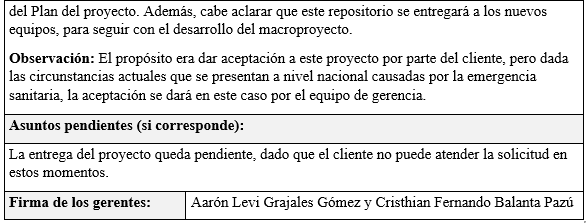 del Plan del proyecto. Además, cabe aclarar que este repositorio se entregará a los nuevos
equipos, para seguir con el desarrollo del macroproyecto.
Observación: El propósito era dar aceptación a este proyecto por parte del cliente, pero dada
las circunstancias actuales que se presentan a nivel nacional causadas por la emergencia
sanitaria, la aceptación se dará en este caso por el equipo de gerencia.
Asuntos pendientes (si corresponde):
La entrega del proyecto queda pendiente, dado que el cliente no puede atender la solicitud en
estos momentos.
Firma de los gerentes: Aarón Levi Grajales Gómez y Cristhian Fernando Balanta Pazú